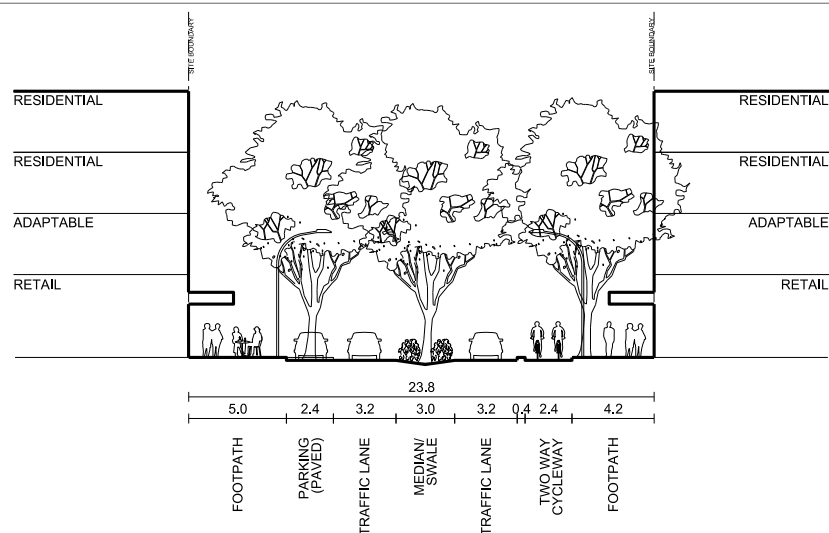 SITE BOUNDARY
SITE BOUNDARY
RESIDENTIAL
RESIDENTIAL
RESIDENTIAL
RESIDENTIAL
ADAPTABLE
ADAPTABLE
RETAIL
RETAIL
23.8
5.0
2.4
3.2
3.0
3.2
0.4
2.4
4.2
FOOTPATH
PARKING
(PAVED)
TRAFFIC LANE
MEDIAN/
SWALE
TRAFFIC LANE
TWO WAY
CYCLEWAY
FOOTPATH